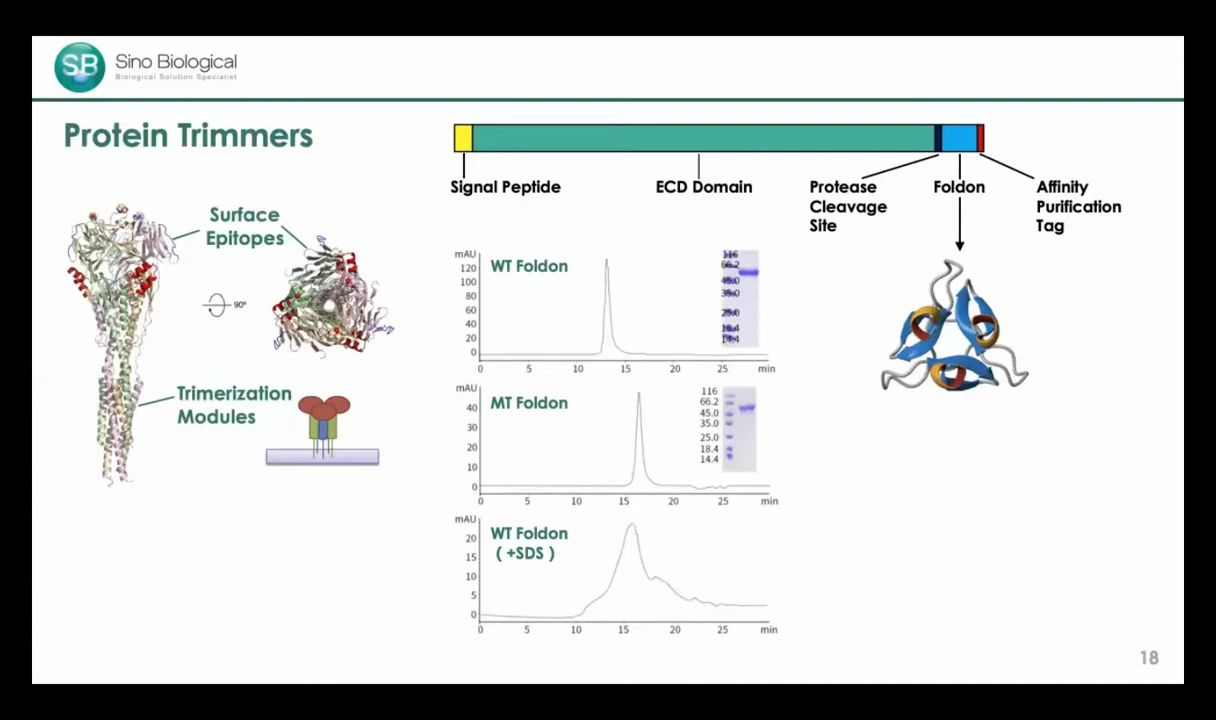 SB
Sino Biological
Biological Solution Specialist
Protein Trimmers
Signal Peptide
ECD Domain
Protease
Cleavage
Site
Foldon
Affinity
Purification
Tag
Surface
Epitopes
90°
Trimerization
Modules
mAU
120
100
80
60
40
20
0
WT Foldon
116
66.2
45.0
35.0
25.0
18.4
14.4
0 5 10 15 20 25 min
mAU
40
30
20
10
0
MT Foldon
116
66.2
45.0
35.0
25.0
18.4
14.4
0 5 10 15 20 25 min
mAU
20
15
10
5
0
WT Foldon
( +SDS )
0 5 10 15 20 25 min
18